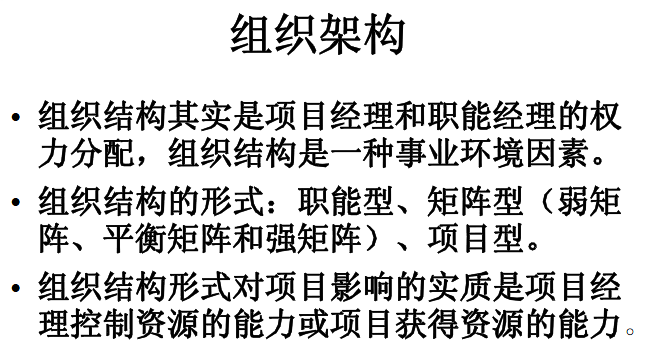 组织架构
• 组织结构其实是项目经理和职能经理的权
力分配，组织结构是一种事业环境因素。
• 组织结构的形式：职能型、矩阵型（弱矩
阵、平衡矩阵和强矩阵）、项目型。
• 组织结构形式对项目影响的实质是项目经
理控制资源的能力或项目获得资源的能力。